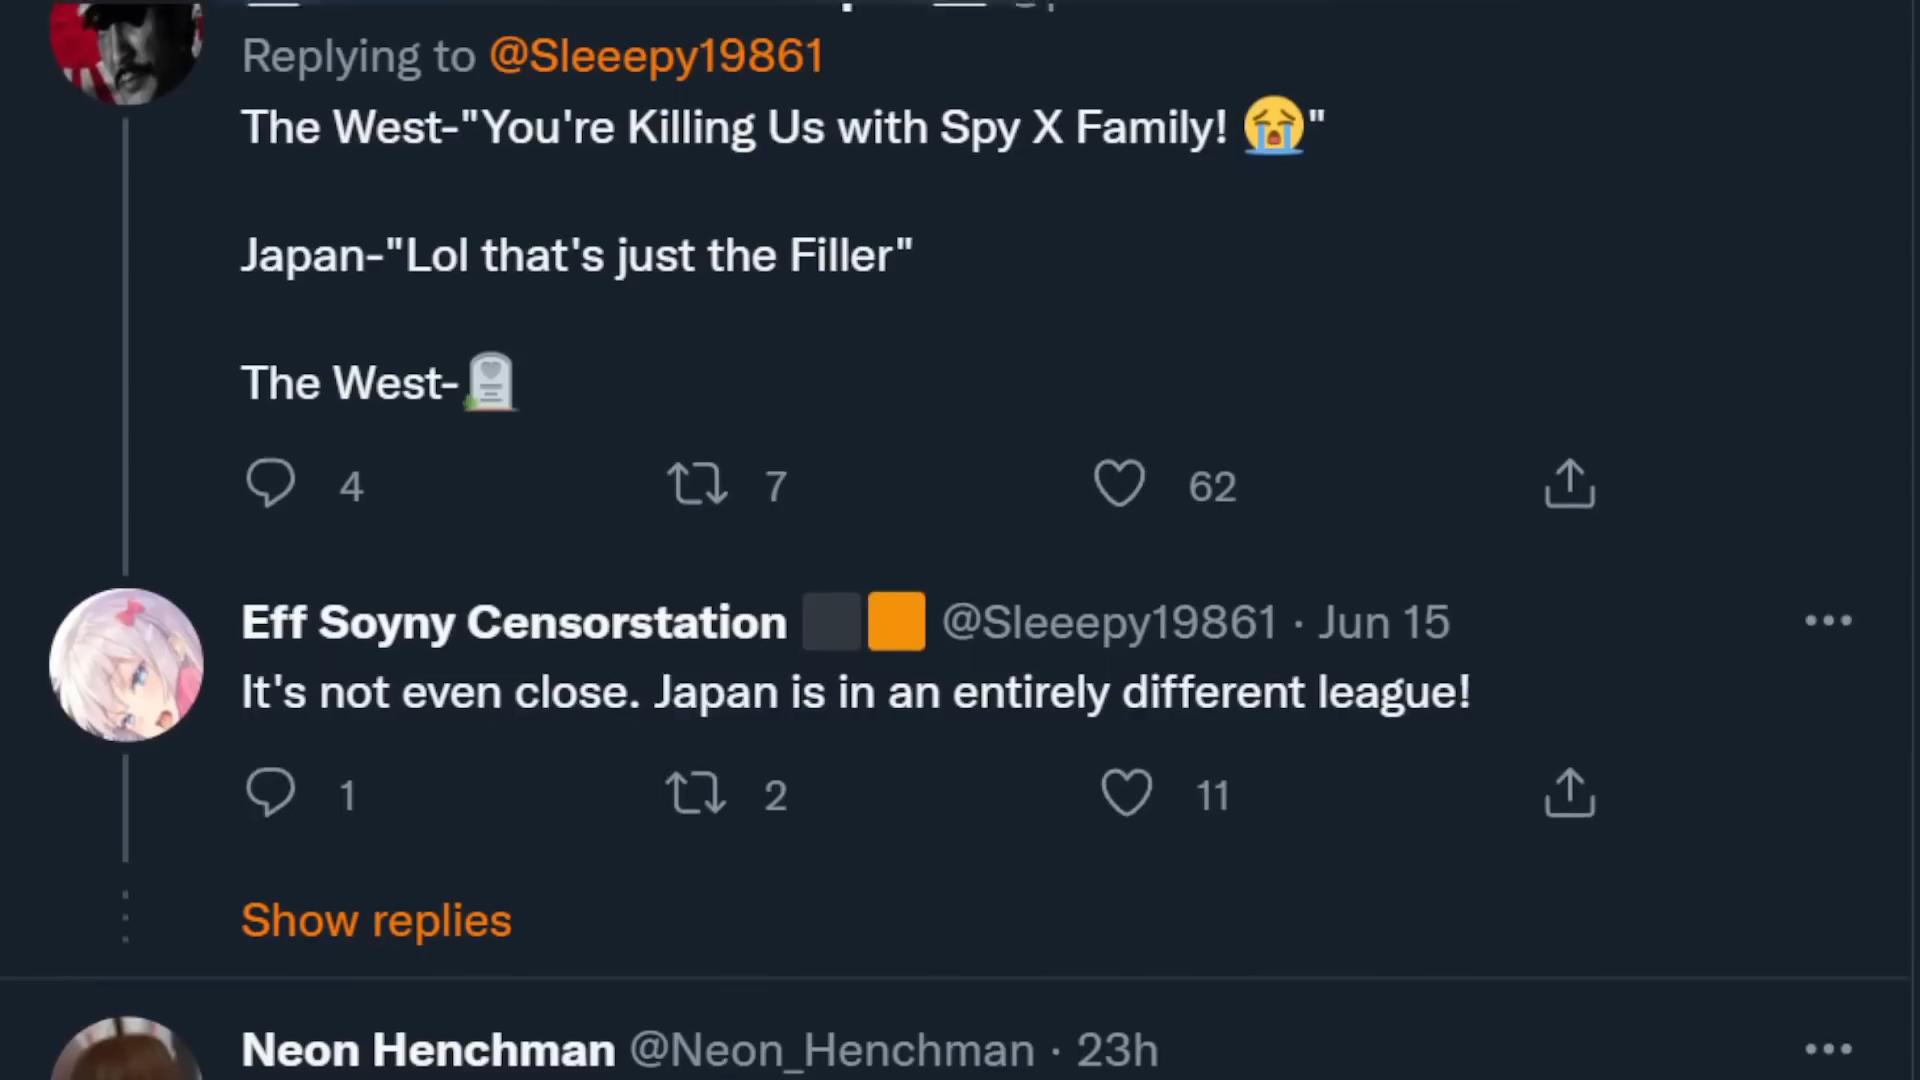 Replying to @Sleeepy19861
The West-"You're Killing Us with Spy X Family! 😭"
Japan-"Lol that's just the Filler"
The West-🪦
4 7 62
Eff Soyny Censorstation ⬛🟧 @Sleeepy19861 · Jun 15
It's not even close. Japan is in an entirely different league!
1 2 11
Show replies
Neon Henchman @Neon_Henchman · 23h